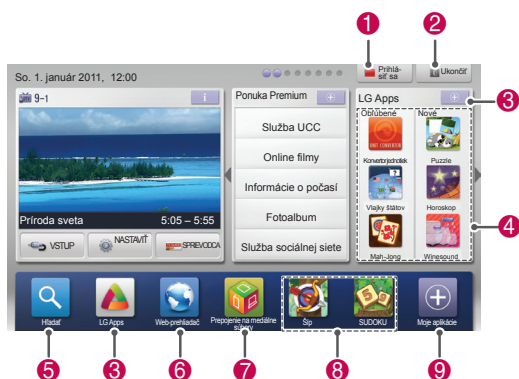 1 2
So. 1. január 2011, 12:00
Prihlá-
siť sa
Ukončiť
9-1
i
Ponuka Premium
LG Apps
3
Obľúbené Nové
Služba UCC
Online filmy
Informácie o počasí
Fotoalbum
Služba sociálnej siete
Konvertor jednotiek Puzzle
Vlajky štátov Horoskop
4
Mah-Jong Winesound
Príroda sveta 5:05 – 5:55
VSTUP NASTAVIŤ SPRIEVODCA
Hľadať LG Apps Web-prehliadač Prepojenie na mediálne
súbory
Šíp SUDOKU Moje aplikácie
5 3 6 7 8 9